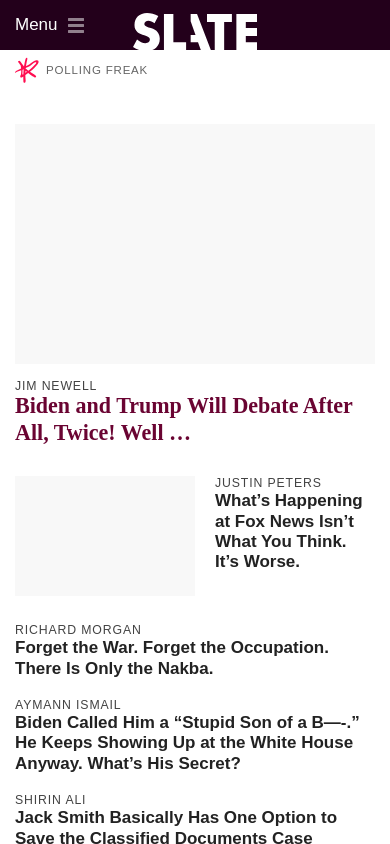 Menu
SLATE
POLLING FREAK
JIM NEWELL
Biden and Trump Will Debate After
All, Twice! Well …
JUSTIN PETERS
What’s Happening
at Fox News Isn’t
What You Think.
It’s Worse.
RICHARD MORGAN
Forget the War. Forget the Occupation.
There Is Only the Nakba.
AYMANN ISMAIL
Biden Called Him a “Stupid Son of a B—-.”
He Keeps Showing Up at the White House
Anyway. What’s His Secret?
SHIRIN ALI
Jack Smith Basically Has One Option to
Save the Classified Documents Case